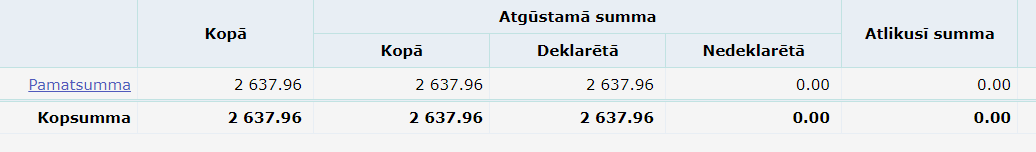 Kopā Atgūstamā summa Atlikusī summa
Kopā Deklarētā Nedeklarētā
Pamatsumma 2 637.96 2 637.96 2 637.96 0.00 0.00
Kopsumma 2 637.96 2 637.96 2 637.96 0.00 0.00